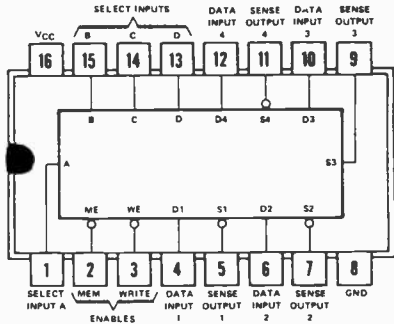 SELECT INPUTS
DATA INPUT 4
SENSE OUTPUT 4
DATA INPUT 3
SENSE OUTPUT 3
VCC
B
C
D
16
15
14
13
12
11
10
9
B
C
D
D4
S4
D3
A
S3
ME
WE
D1
S1
D2
S2
1
2
3
4
5
6
7
8
SELECT INPUT A
MEM
WRITE
ENABLES
DATA INPUT 1
SENSE OUTPUT 1
DATA INPUT 2
SENSE OUTPUT 2
GND